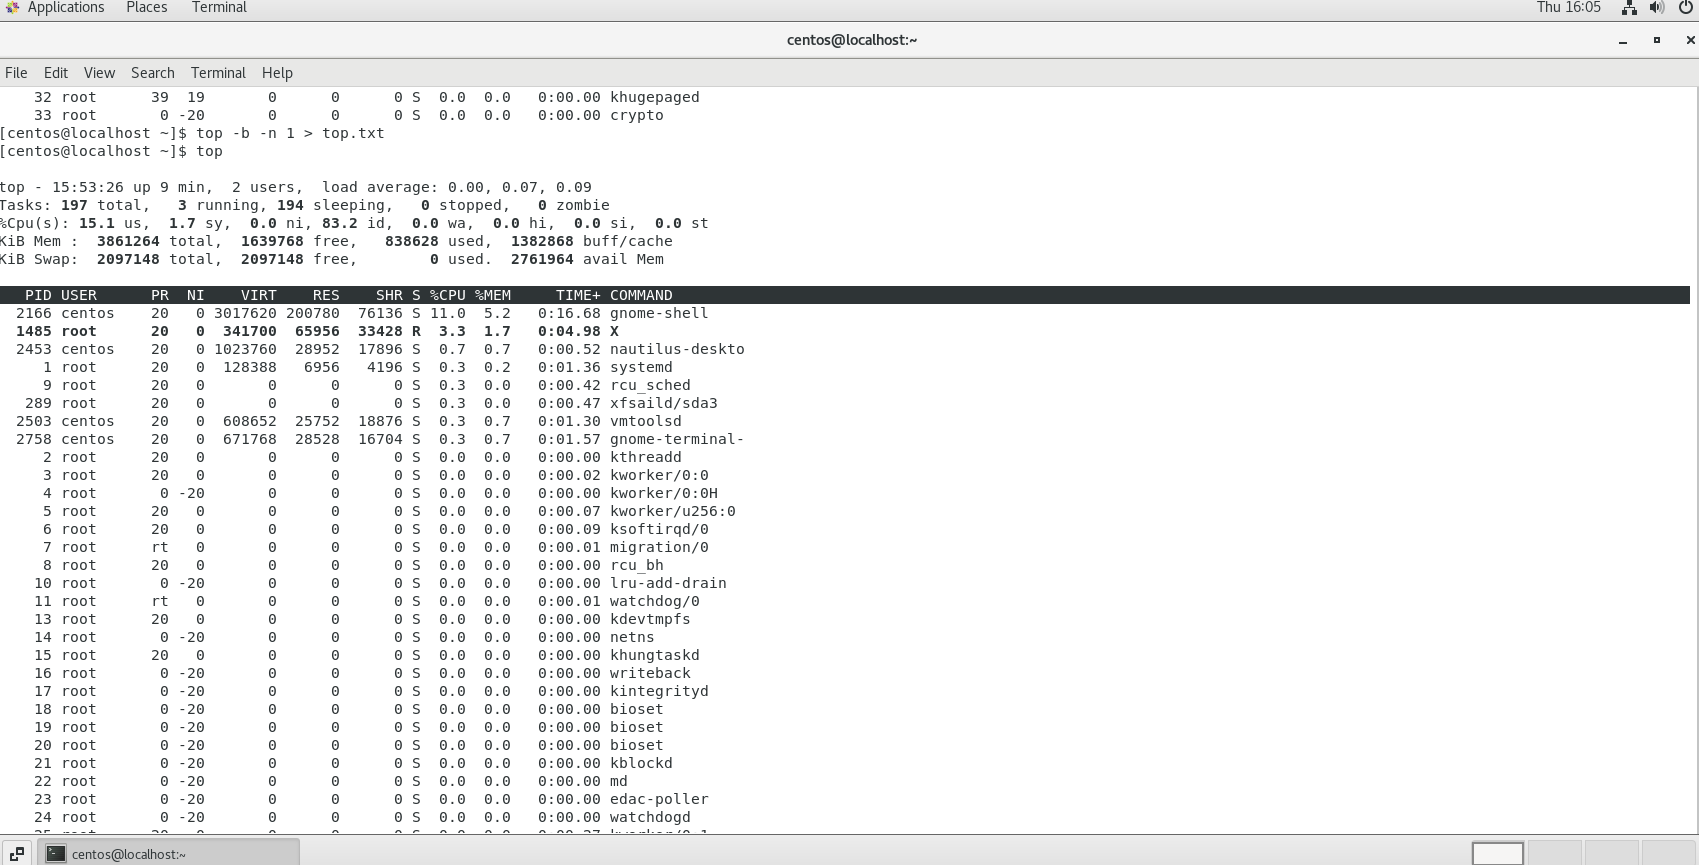 Applications Places Terminal Thu 16:05
centos@localhost:~
File Edit View Search Terminal Help
32 root 39 19 0 0 0 S 0.0 0.0 0:00.00 khugepaged
33 root 0 -20 0 0 0 S 0.0 0.0 0:00.00 crypto
[centos@localhost ~]$ top -b -n 1 > top.txt
[centos@localhost ~]$ top
top - 15:53:26 up 9 min, 2 users, load average: 0.00, 0.07, 0.09
Tasks: 197 total, 3 running, 194 sleeping, 0 stopped, 0 zombie
%Cpu(s): 15.1 us, 1.7 sy, 0.0 ni, 83.2 id, 0.0 wa, 0.0 hi, 0.0 si, 0.0 st
KiB Mem : 3861264 total, 1639768 free, 838628 used, 1382868 buff/cache
KiB Swap: 2097148 total, 2097148 free, 0 used. 2761964 avail Mem
PID USER PR NI VIRT RES SHR S %CPU %MEM TIME+ COMMAND
2166 centos 20 0 3017620 200780 76136 S 11.0 5.2 0:16.68 gnome-shell
1485 root 20 0 341700 65956 33428 R 3.3 1.7 0:04.98 X
2453 centos 20 0 1023760 28952 17896 S 0.7 0.7 0:00.52 nautilus-deskto
1 root 20 0 128388 6956 4196 S 0.3 0.2 0:01.36 systemd
9 root 20 0 0 0 0 S 0.3 0.0 0:00.42 rcu_sched
289 root 20 0 0 0 0 S 0.3 0.0 0:00.47 xfsaild/sda3
2503 centos 20 0 608652 25752 18876 S 0.3 0.7 0:01.30 vmtoolsd
2758 centos 20 0 671768 28528 16704 S 0.3 0.7 0:01.57 gnome-terminal-
2 root 20 0 0 0 0 S 0.0 0.0 0:00.00 kthreadd
3 root 20 0 0 0 0 S 0.0 0.0 0:00.02 kworker/0:0
4 root 0 -20 0 0 0 S 0.0 0.0 0:00.00 kworker/0:0H
5 root 20 0 0 0 0 S 0.0 0.0 0:00.07 kworker/u256:0
6 root 20 0 0 0 0 S 0.0 0.0 0:00.09 ksoftirqd/0
7 root rt 0 0 0 0 S 0.0 0.0 0:00.01 migration/0
8 root 20 0 0 0 0 S 0.0 0.0 0:00.00 rcu_bh
10 root 0 -20 0 0 0 S 0.0 0.0 0:00.00 lru-add-drain
11 root rt 0 0 0 0 S 0.0 0.0 0:00.01 watchdog/0
13 root 20 0 0 0 0 S 0.0 0.0 0:00.00 kdevtmpfs
14 root 0 -20 0 0 0 S 0.0 0.0 0:00.00 netns
15 root 20 0 0 0 0 S 0.0 0.0 0:00.00 khungtaskd
16 root 0 -20 0 0 0 S 0.0 0.0 0:00.00 writeback
17 root 0 -20 0 0 0 S 0.0 0.0 0:00.00 kintegrityd
18 root 0 -20 0 0 0 S 0.0 0.0 0:00.00 bioset
19 root 0 -20 0 0 0 S 0.0 0.0 0:00.00 bioset
20 root 0 -20 0 0 0 S 0.0 0.0 0:00.00 bioset
21 root 0 -20 0 0 0 S 0.0 0.0 0:00.00 kblockd
22 root 0 -20 0 0 0 S 0.0 0.0 0:00.00 md
23 root 0 -20 0 0 0 S 0.0 0.0 0:00.00 edac-poller
24 root 0 -20 0 0 0 S 0.0 0.0 0:00.00 watchdogd
centos@localhost:~